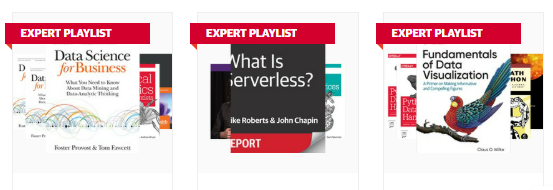 EXPERT PLAYLIST
Data Science
for Business
What You Need to Know
About Data Mining and
Data-Analytic Thinking
Foster Provost & Tom Fawcett
EXPERT PLAYLIST
What Is
Serverless?
ike Roberts & John Chapin
REPORT
EXPERT PLAYLIST
Fundamentals
of Data
Visualization
A Primer on Making Informative
and Compelling Figures
Claus O. Wilke